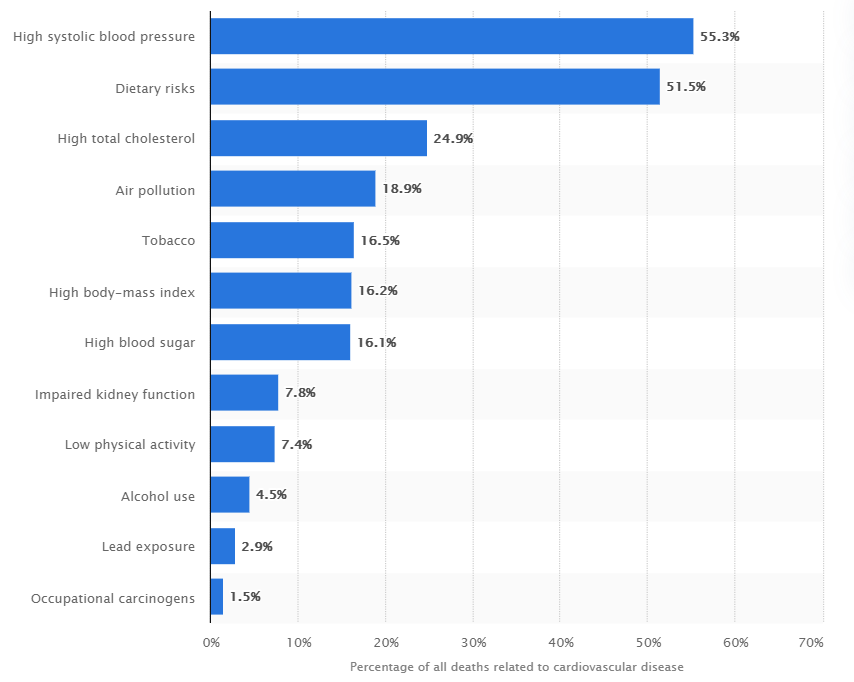 High systolic blood pressure 55.3%
Dietary risks 51.5%
High total cholesterol 24.9%
Air pollution 18.9%
Tobacco 16.5%
High body-mass index 16.2%
High blood sugar 16.1%
Impaired kidney function 7.8%
Low physical activity 7.4%
Alcohol use 4.5%
Lead exposure 2.9%
Occupational carcinogens 1.5%
0% 10% 20% 30% 40% 50% 60% 70%
Percentage of all deaths related to cardiovascular disease